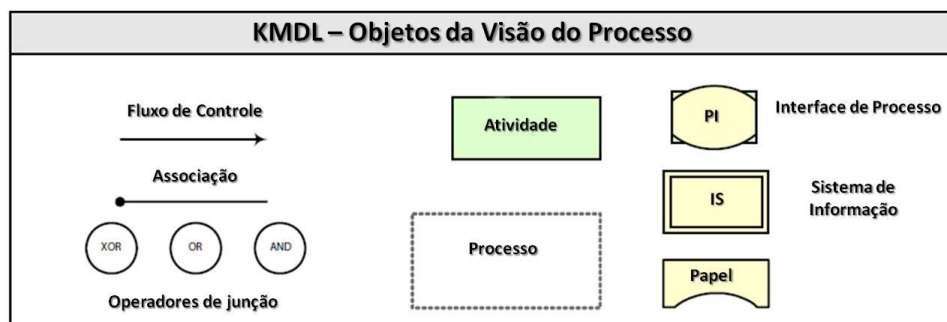 KMDL – Objetos da Visão do Processo
Fluxo de Controle
Associação
XOR
OR
AND
Operadores de junção
Atividade
Processo
PI
Interface de Processo
IS
Sistema de
Informação
Papel